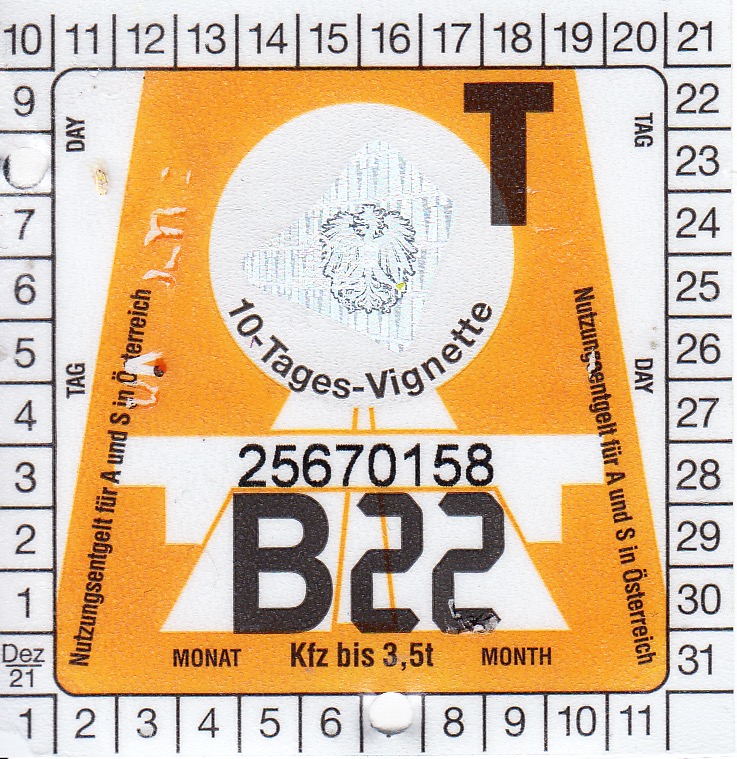 10 11 12 13 14 15 16 17 18 19 20 21
9 22
23
7 24
6 25
5 26
4 27
3 28
2 29
1 30
Dez 31
21
1 2 3 4 5 6 8 9 10 11
DAY
TAG
TAG
DAY
T
10-Tages-Vignette
Nutzungsentgelt für A und S in Österreich
Nutzungsentgelt für A und S in Österreich
25670158
B22
MONAT Kfz bis 3,5t MONTH